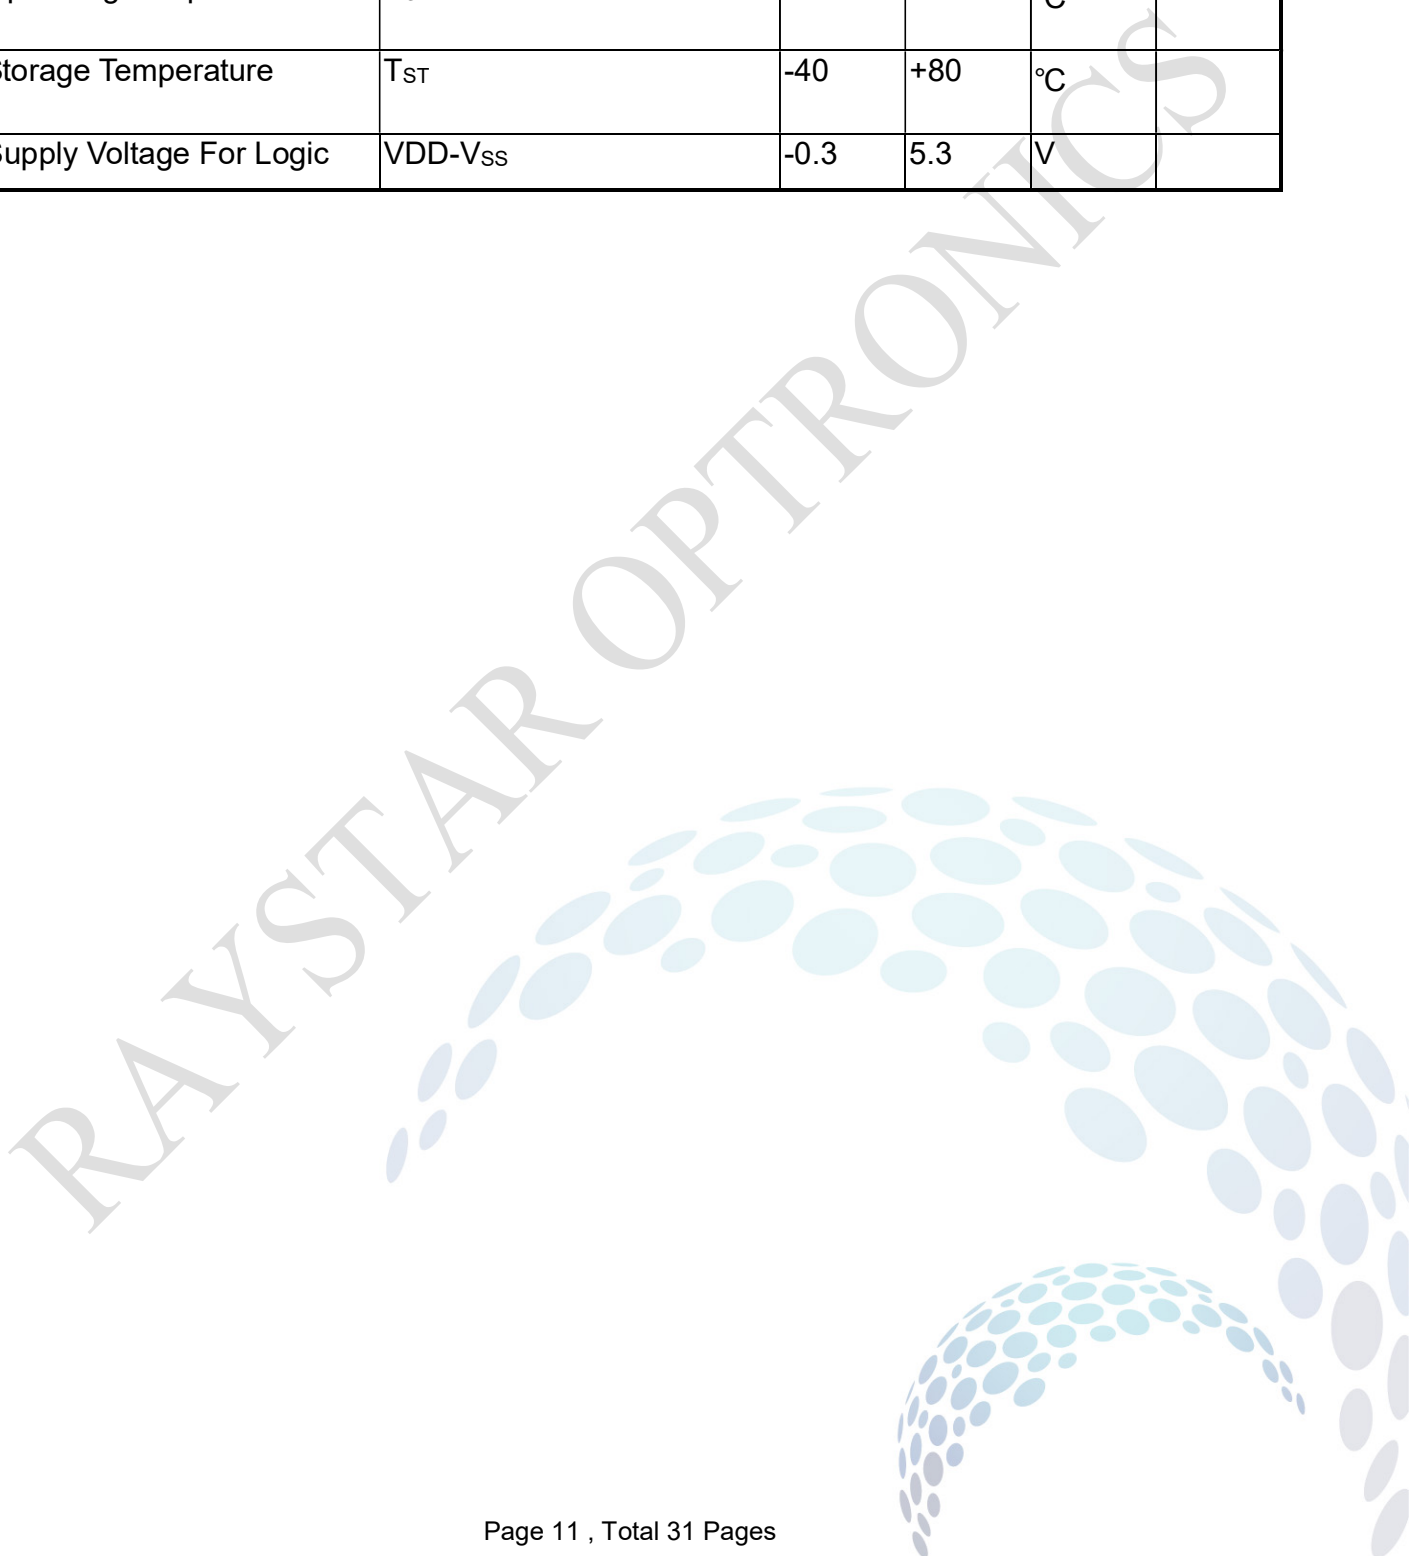 ℃
Storage Temperature TST -40 +80 ℃
Supply Voltage For Logic VDD-VSS -0.3 5.3 V
RAYSTAR OPTRONICS
Page 11 , Total 31 Pages